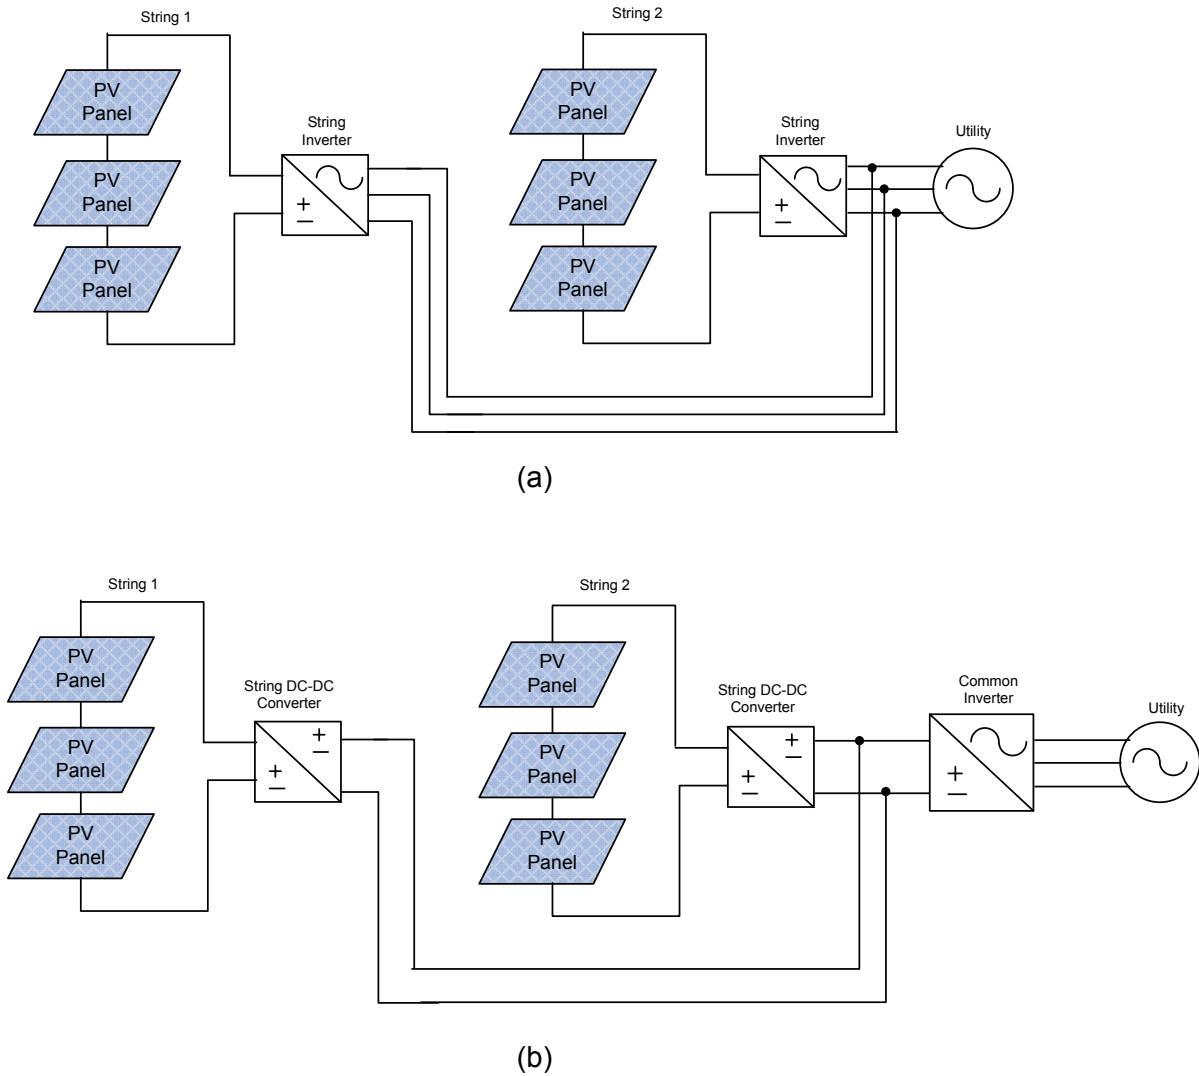 String 1
String 2
PV
Panel
PV
Panel
PV
Panel
String
Inverter
PV
Panel
PV
Panel
PV
Panel
String
Inverter
Utility
+
−
+
−
(a)
String 1
String 2
PV
Panel
PV
Panel
PV
Panel
String DC-DC
Converter
+
−
+
−
PV
Panel
PV
Panel
PV
Panel
String DC-DC
Converter
+
−
+
−
Common
Inverter
+
−
Utility
(b)